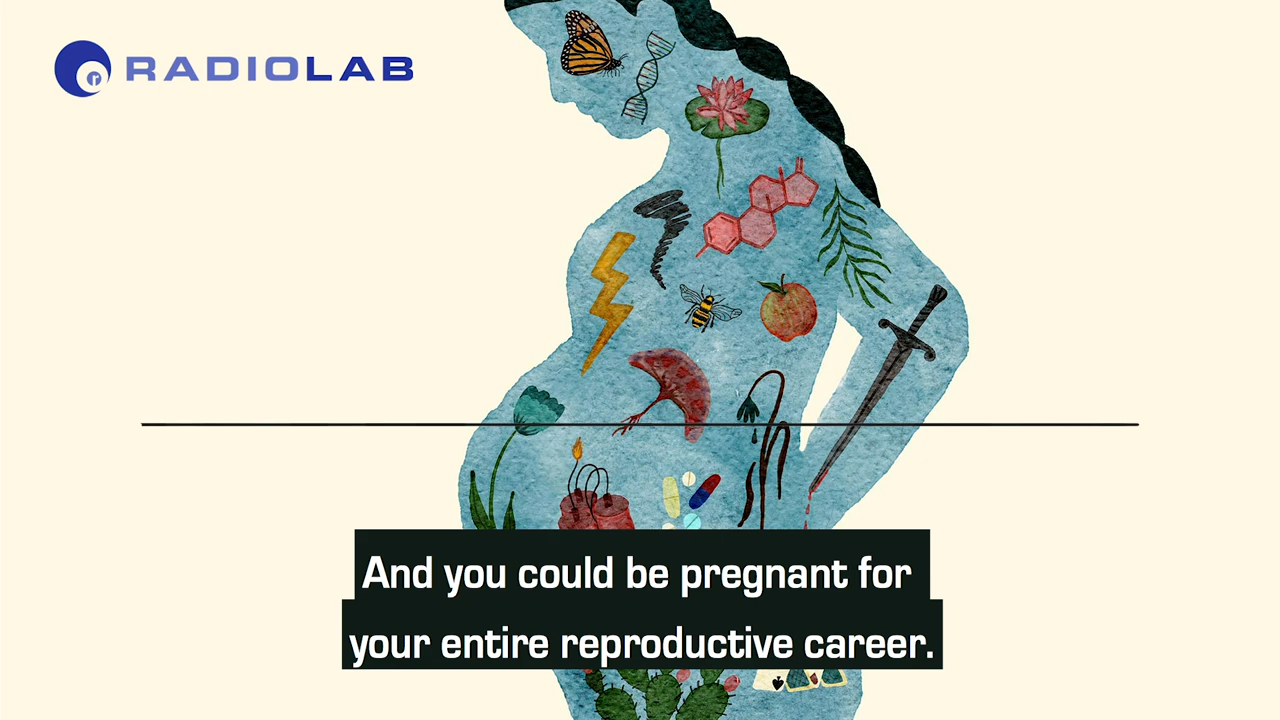 RADIOLAB
And you could be pregnant for
your entire reproductive career.